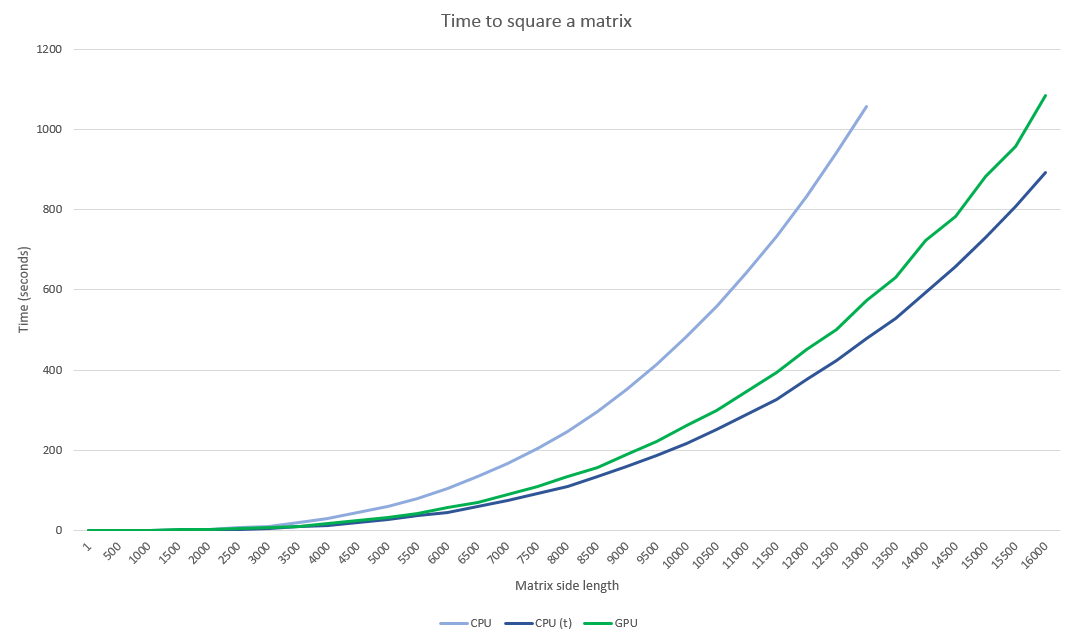 Time to square a matrix
1200
1000
800
600
400
200
0
Time (seconds)
1 500 1000 1500 2000 2500 3000 3500 4000 4500 5000 5500 6000 6500 7000 7500 8000 8500 9000 9500 10000 10500 11000 11500 12000 12500 13000 13500 14000 14500 15000 15500 16000
Matrix side length
CPU CPU (t) GPU